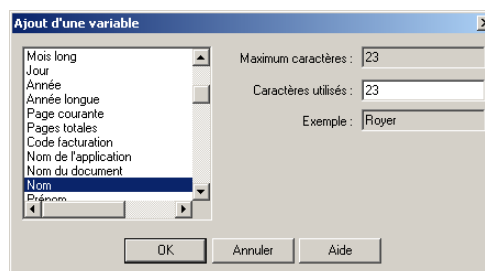 Ajout d'une variable
Mois long
Jour
Année
Année longue
Page courante
Pages totales
Code facturation
Nom de l'application
Nom du document
Nom
Prénom
Maximum caractères : 23
Caractères utilisés : 23
Exemple : Royer
OK Annuler Aide